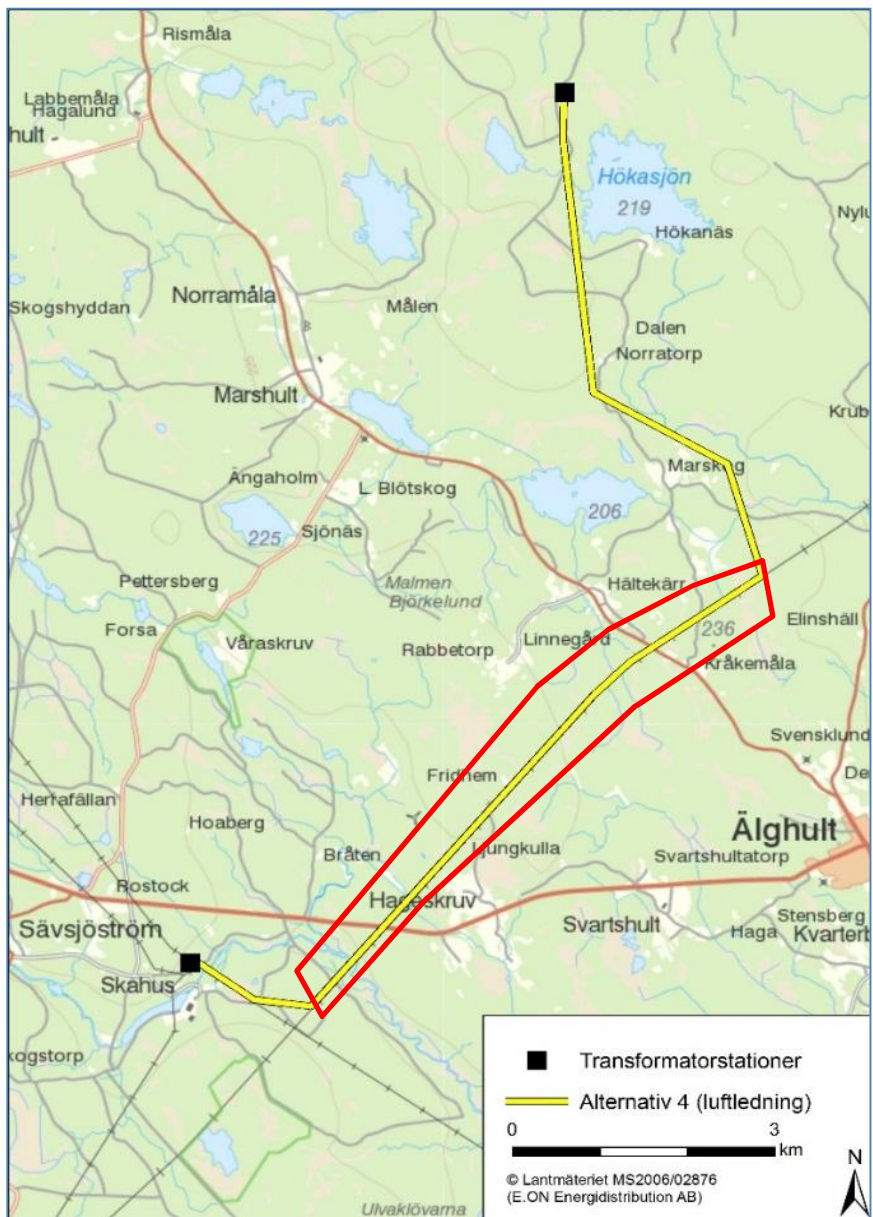 Rismåla
Labbemåla
Hagalund
hult
Hökasjön
219
Hökanäs
Nylu
Norramåla
Skogshyddan
Målen
Dalen
Norratorp
Marshult
Krub
Marskog
Ängaholm
L. Blötskog
206
225
Sjönäs
Pettersberg
Malmen
Björkelund
Hältekärr
Forsa
Våraskruv
Rabbetorp
Linnegård
236
Elinshäll
Kråkemåla
Svensklund
De
Fridhem
Herrafällan
Hoaberg
Älghult
Bråten
Ljungkulla
Svartshultatorp
Rostock
Hageskruv
Sävsjöström
Svartshult
Stensberg
Haga
Kvarterb
Skahus
kogstorp
Transformatorstationer
Alternativ 4 (luftledning)
0 3
km
N
© Lantmäteriet MS2006/02876
(E.ON Energidistribution AB)
Ulvaklövarna